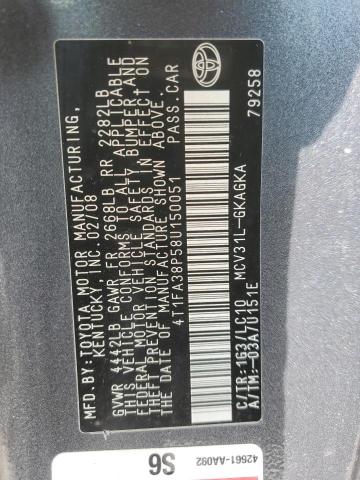 MFD.BY:TOYOTA MOTOR MANUFACTURING,
KENTUCKY,INC. 02/08
GVWR 4442LB GAWR FR 2668LB RR 2282LB
THIS VEHICLE CONFORMS TO ALL APPLICABLE
FEDERAL MOTOR VEHICLE SAFETY, BUMPER, AND
THEFT PREVENTION STANDARDS IN EFFECT ON
THE DATE OF MANUFACTURE SHOWN ABOVE.
4T1FA38P58U150051 PASS.CAR
MCV31L-GKAGKA
C/TR:1G3/LC10
A/TM:-03A/U151E
79258
42661-AA092
S6